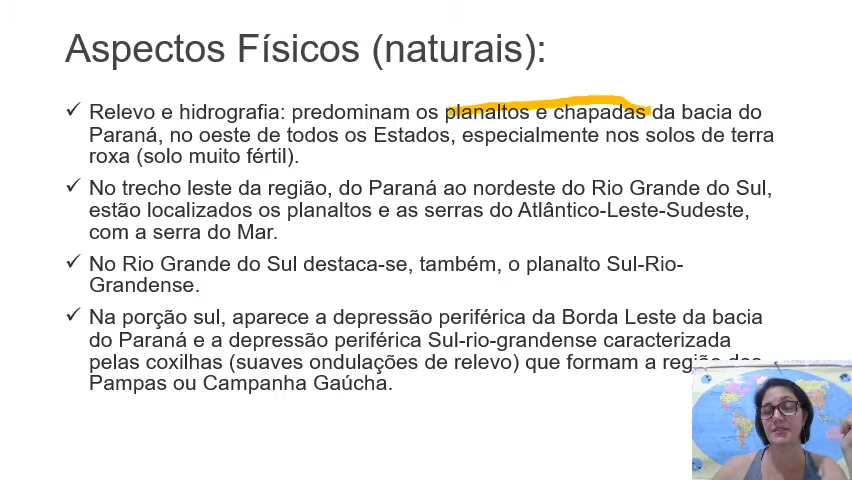 Aspectos Físicos (naturais):
Relevo e hidrografia: predominam os planaltos e chapadas da bacia do
Paraná, no oeste de todos os Estados, especialmente nos solos de terra
roxa (solo muito fértil).
No trecho leste da região, do Paraná ao nordeste do Rio Grande do Sul,
estão localizados os planaltos e as serras do Atlântico-Leste-Sudeste,
com a serra do Mar.
No Rio Grande do Sul destaca-se, também, o planalto Sul-Rio-
Grandense.
Na porção sul, aparece a depressão periférica da Borda Leste da bacia
do Paraná e a depressão periférica Sul-rio-grandense caracterizada
pelas coxilhas (suaves ondulações de relevo) que formam a região dos
Pampas ou Campanha Gaúcha.